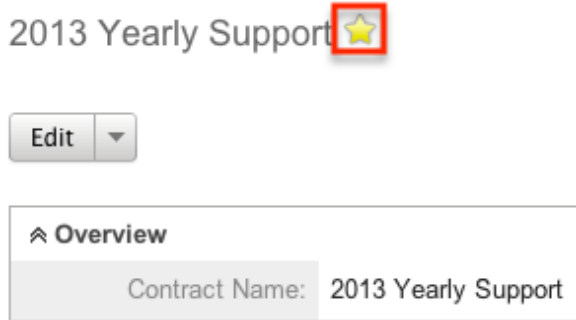 2013 Yearly Support
Edit
Overview
Contract Name: 2013 Yearly Support